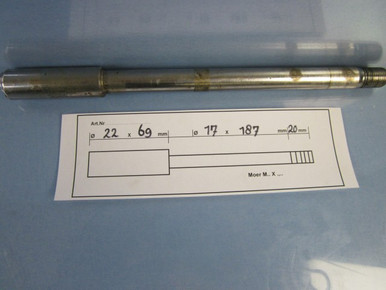 Art.Nr
Ø 22 x 69 mm Ø 17 x 187 mm 20 mm
Moer M.. X ....